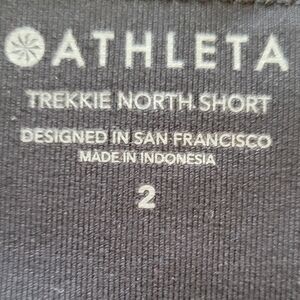 ATHLETA
TREKKIE NORTH SHORT
DESIGNED IN SAN FRANCISCO
MADE IN INDONESIA
2